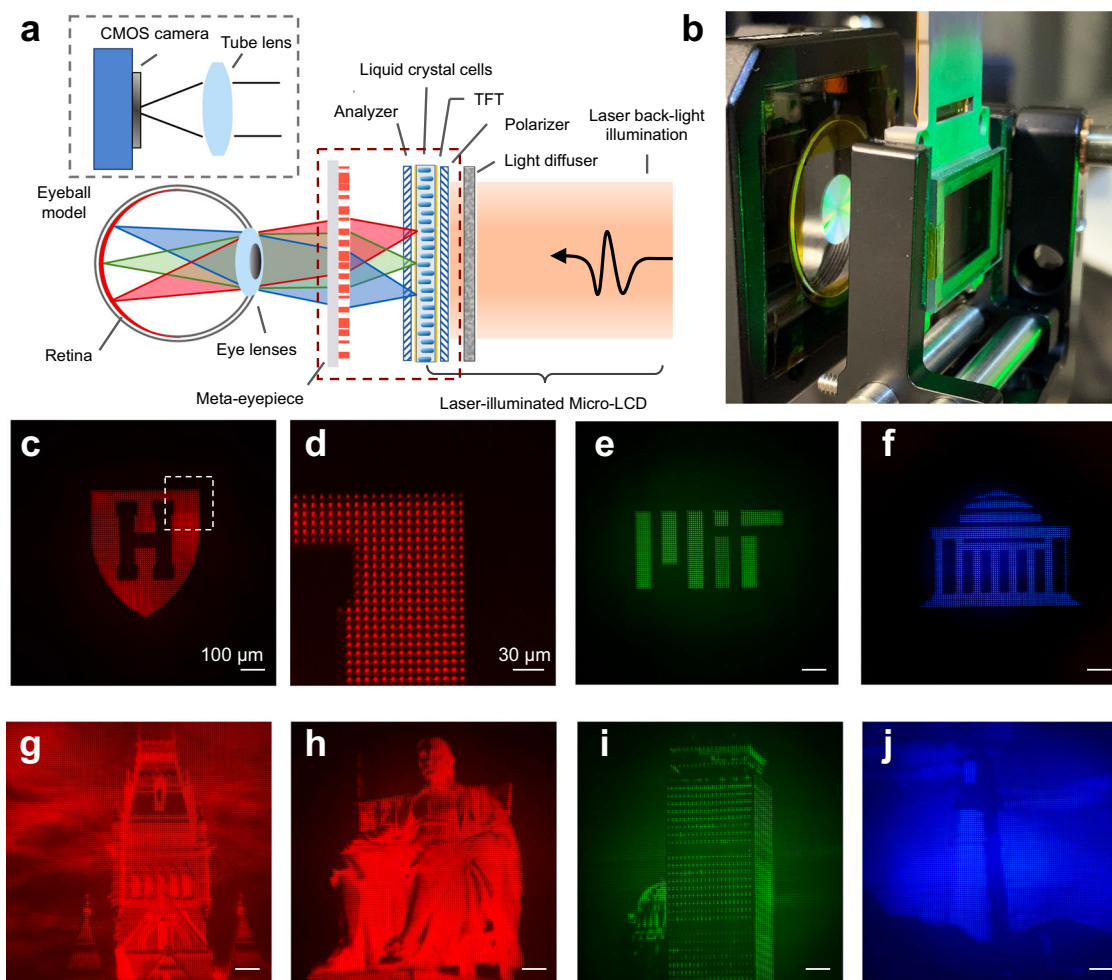 a
CMOS camera
Tube lens
Liquid crystal cells
Analyzer
TFT
Polarizer
Light diffuser
Laser back-light
illumination
Eyeball
model
Retina
Eye lenses
Meta-eyepiece
Laser-illuminated Micro-LCD
b
c
H
100 µm
d
30 µm
e
MIT
f
g
h
i
j